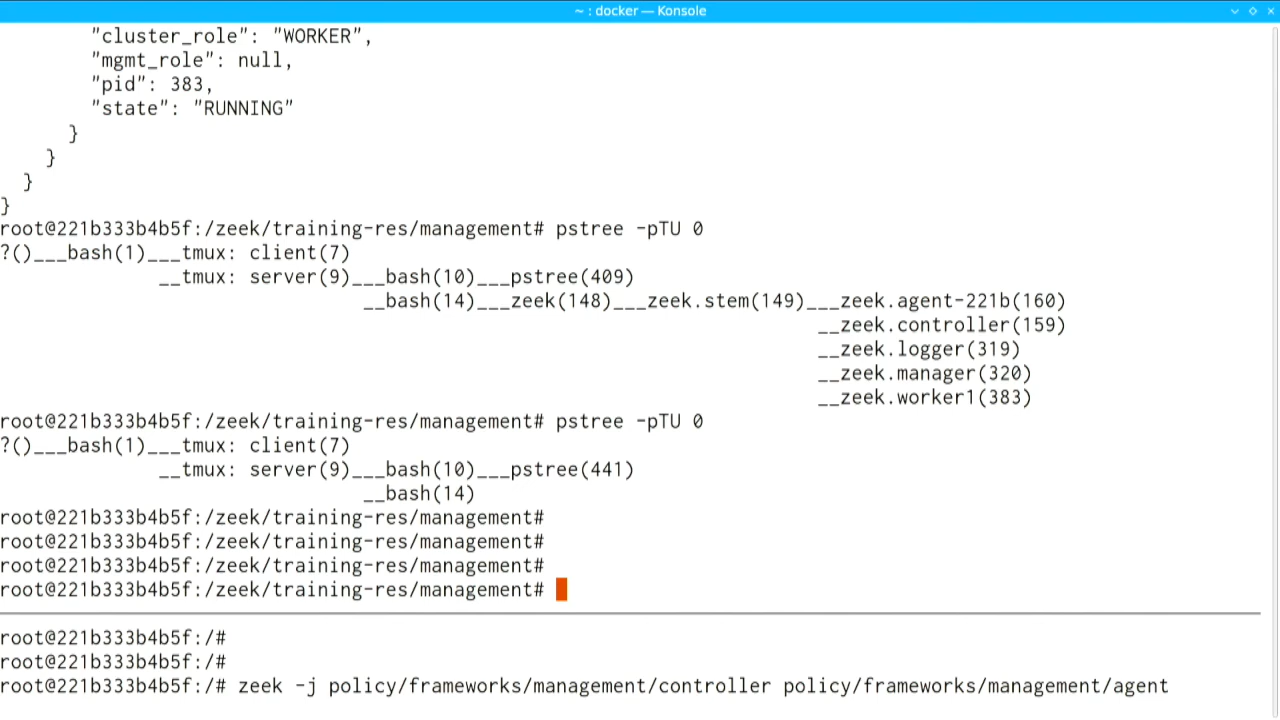 ~ : docker — Konsole
"cluster_role": "WORKER",
"mgmt_role": null,
"pid": 383,
"state": "RUNNING"
}
}
}
}
root@221b333b4b5f:/zeek/training-res/management# pstree -pTU 0
?()___bash(1)___tmux: client(7)
__tmux: server(9)___bash(10)___pstree(409)
__bash(14)___zeek(148)___zeek.stem(149)___zeek.agent-221b(160)
__zeek.controller(159)
__zeek.logger(319)
__zeek.manager(320)
__zeek.worker1(383)
root@221b333b4b5f:/zeek/training-res/management# pstree -pTU 0
?()___bash(1)___tmux: client(7)
__tmux: server(9)___bash(10)___pstree(441)
__bash(14)
root@221b333b4b5f:/zeek/training-res/management#
root@221b333b4b5f:/zeek/training-res/management#
root@221b333b4b5f:/zeek/training-res/management#
root@221b333b4b5f:/zeek/training-res/management#
root@221b333b4b5f:/#
root@221b333b4b5f:/#
root@221b333b4b5f:/# zeek -j policy/frameworks/management/controller policy/frameworks/management/agent